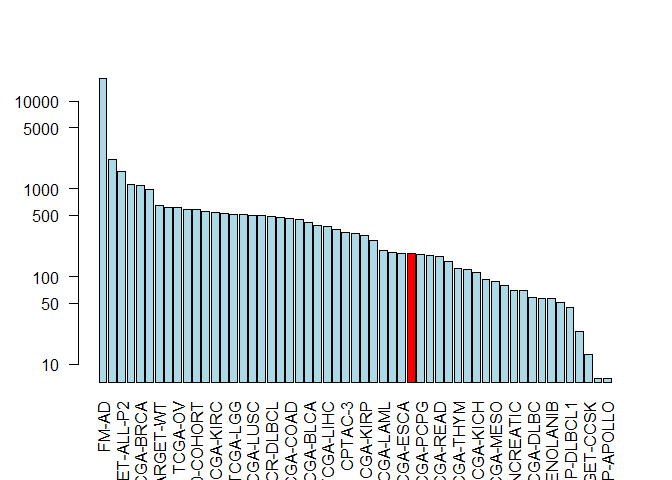 10000
5000
1000
500
100
50
10
FM-AD
ET-ALL-P2
CGA-BRCA
ARGET-WT
TCGA-OV
O-COHORT
CGA-KIRC
TCGA-LGG
CGA-LUSC
CR-DLBCL
CGA-COAD
CGA-BLCA
CGA-LIHC
CPTAC-3
CGA-KIRP
CGA-LAML
CGA-ESCA
CGA-PCPG
CGA-READ
CGA-THYM
CGA-KICH
CGA-MESO
NCREATIC
CGA-DLBC
ENOLANIB
P-DLBCL1
GET-CCSK
P-APOLLO